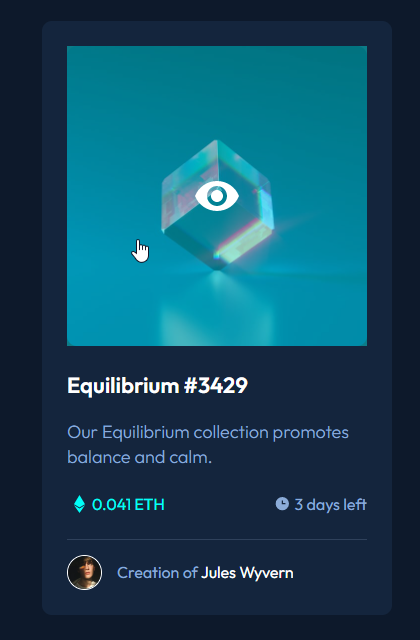 Equilibrium #3429
Our Equilibrium collection promotes
balance and calm.
0.041 ETH
3 days left
Creation of Jules Wyvern